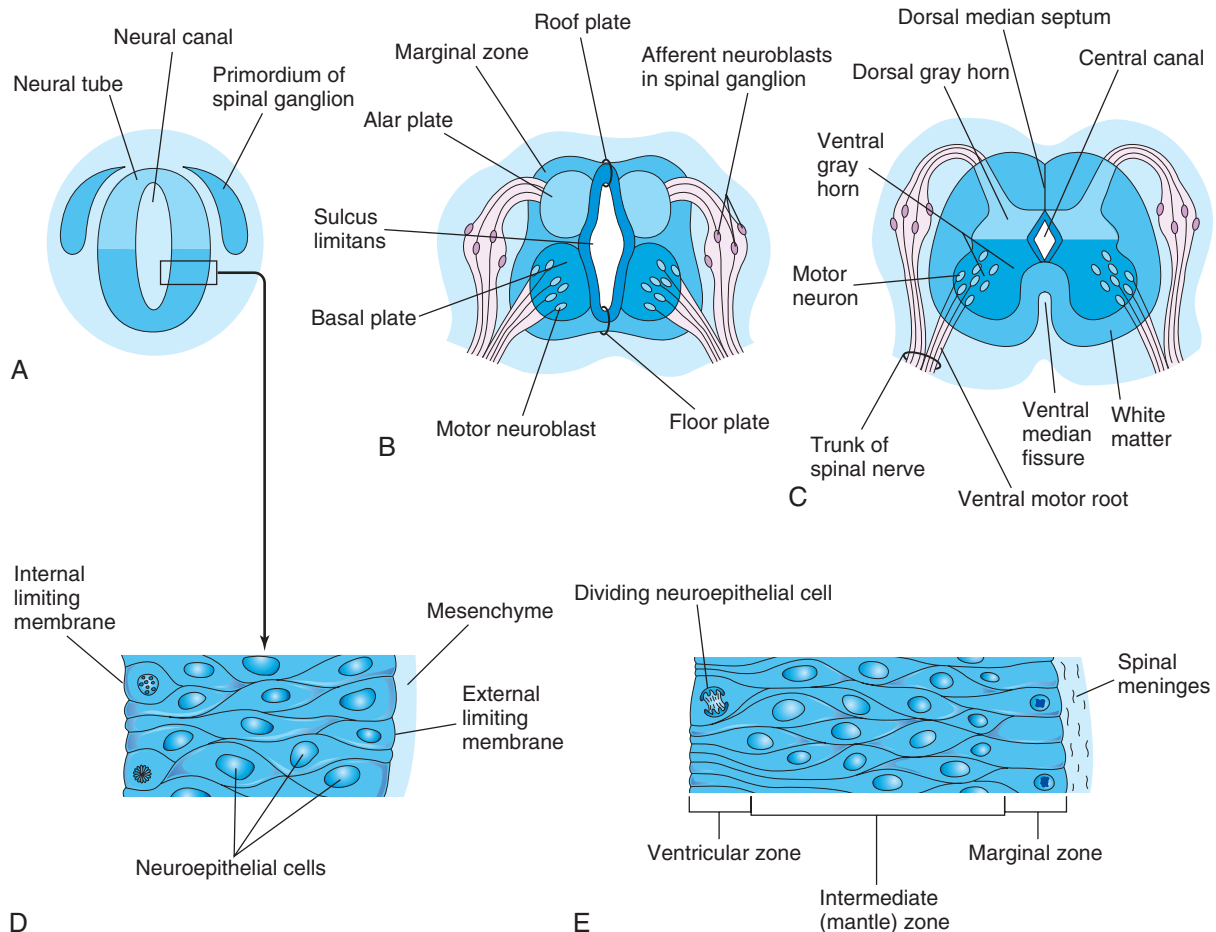 Neural canal
Neural tube
Primordium of
spinal ganglion
A
Roof plate
Marginal zone
Afferent neuroblasts
in spinal ganglion
Alar plate
Sulcus
limitans
Basal plate
Motor neuroblast
Floor plate
B
Dorsal median septum
Dorsal gray horn
Central canal
Ventral
gray
horn
Motor
neuron
Trunk of
spinal nerve
Ventral
median
fissure
White
matter
Ventral motor root
C
Internal
limiting
membrane
Mesenchyme
External
limiting
membrane
Neuroepithelial cells
D
Dividing neuroepithelial cell
Spinal
meninges
Ventricular zone
Marginal zone
Intermediate
(mantle) zone
E